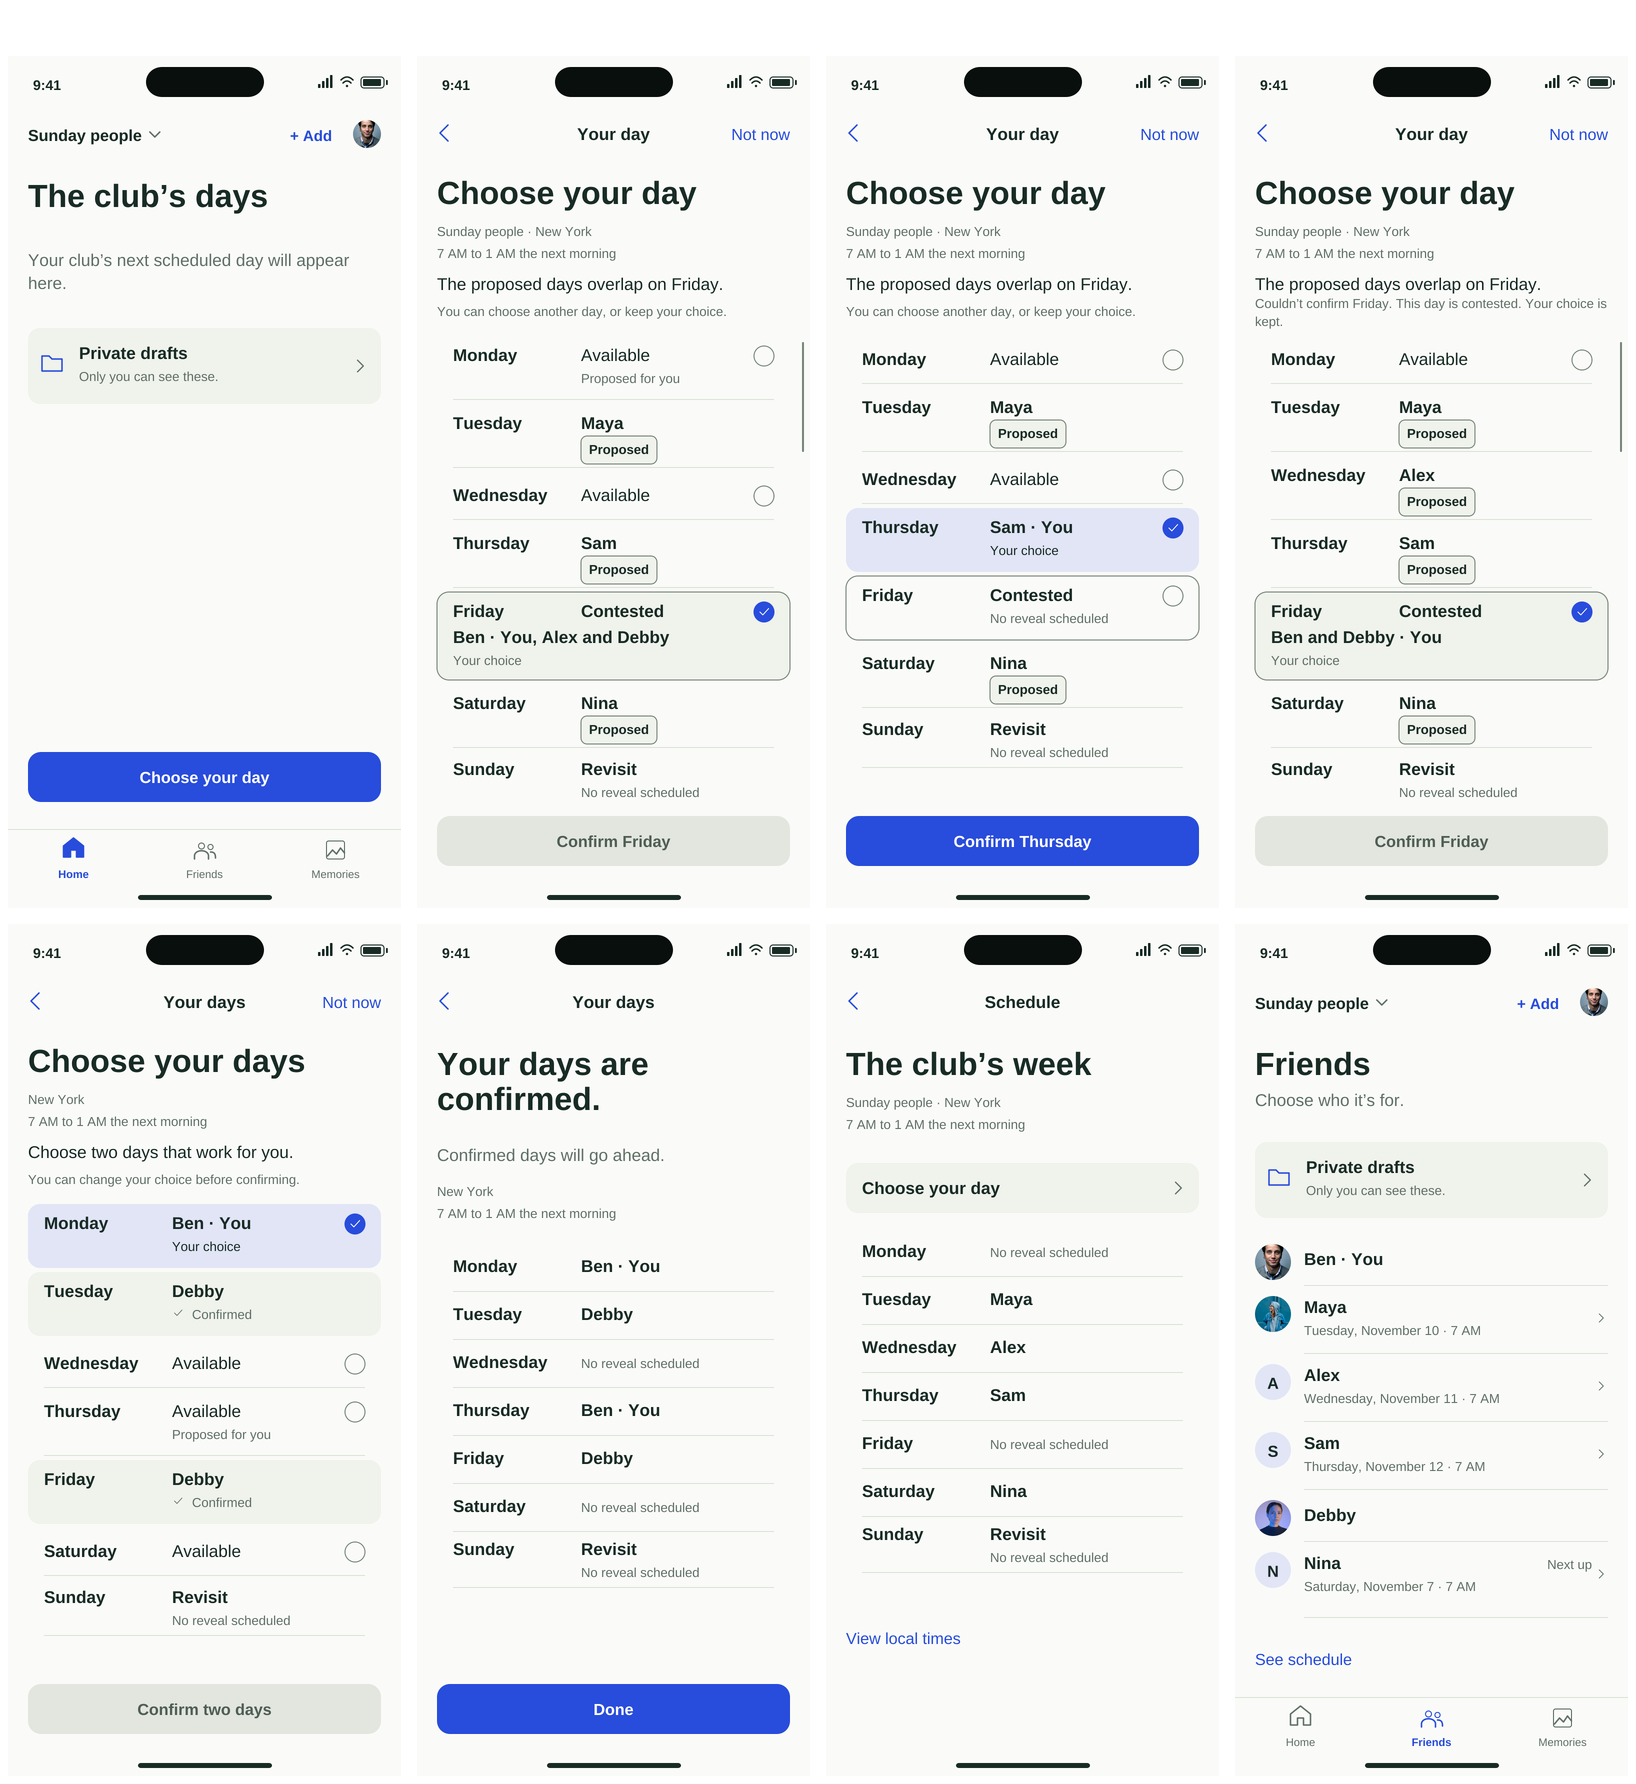 9:41
Sunday people
+ Add
The club’s days
Your club’s next scheduled day will appear
here.
Private drafts
Only you can see these.
Choose your day
Home
Friends
Memories
9:41
Your day
Not now
Choose your day
Sunday people · New York
7 AM to 1 AM the next morning
The proposed days overlap on Friday.
You can choose another day, or keep your choice.
Monday
Available
Proposed for you
Tuesday
Maya
Proposed
Wednesday
Available
Thursday
Sam
Proposed
Friday
Contested
Ben · You, Alex and Debby
Your choice
Saturday
Nina
Proposed
Sunday
Revisit
No reveal scheduled
Confirm Friday
9:41
Your day
Not now
Choose your day
Sunday people · New York
7 AM to 1 AM the next morning
The proposed days overlap on Friday.
You can choose another day, or keep your choice.
Monday
Available
Tuesday
Maya
Proposed
Wednesday
Available
Thursday
Sam · You
Your choice
Friday
Contested
No reveal scheduled
Saturday
Nina
Proposed
Sunday
Revisit
No reveal scheduled
Confirm Thursday
9:41
Your day
Not now
Choose your day
Sunday people · New York
7 AM to 1 AM the next morning
The proposed days overlap on Friday.
Couldn’t confirm Friday. This day is contested. Your choice is
kept.
Monday
Available
Tuesday
Maya
Proposed
Wednesday
Alex
Proposed
Thursday
Sam
Proposed
Friday
Contested
Ben and Debby · You
Your choice
Saturday
Nina
Proposed
Sunday
Revisit
No reveal scheduled
Confirm Friday
9:41
Your days
Not now
Choose your days
New York
7 AM to 1 AM the next morning
Choose two days that work for you.
You can change your choice before confirming.
Monday
Ben · You
Your choice
Tuesday
Debby
Confirmed
Wednesday
Available
Thursday
Available
Proposed for you
Friday
Debby
Confirmed
Saturday
Available
Sunday
Revisit
No reveal scheduled
Confirm two days
9:41
Your days
Your days are
confirmed.
Confirmed days will go ahead.
New York
7 AM to 1 AM the next morning
Monday
Ben · You
Tuesday
Debby
Wednesday
No reveal scheduled
Thursday
Ben · You
Friday
Debby
Saturday
No reveal scheduled
Sunday
Revisit
No reveal scheduled
Done
9:41
Schedule
The club’s week
Sunday people · New York
7 AM to 1 AM the next morning
Choose your day
Monday
No reveal scheduled
Tuesday
Maya
Wednesday
Alex
Thursday
Sam
Friday
No reveal scheduled
Saturday
Nina
Sunday
Revisit
No reveal scheduled
View local times
9:41
Sunday people
+ Add
Friends
Choose who it’s for.
Private drafts
Only you can see these.
Ben · You
Maya
Tuesday, November 10 · 7 AM
A
Alex
Wednesday, November 11 · 7 AM
S
Sam
Thursday, November 12 · 7 AM
Debby
N
Nina
Next up
Saturday, November 7 · 7 AM
See schedule
Home
Friends
Memories